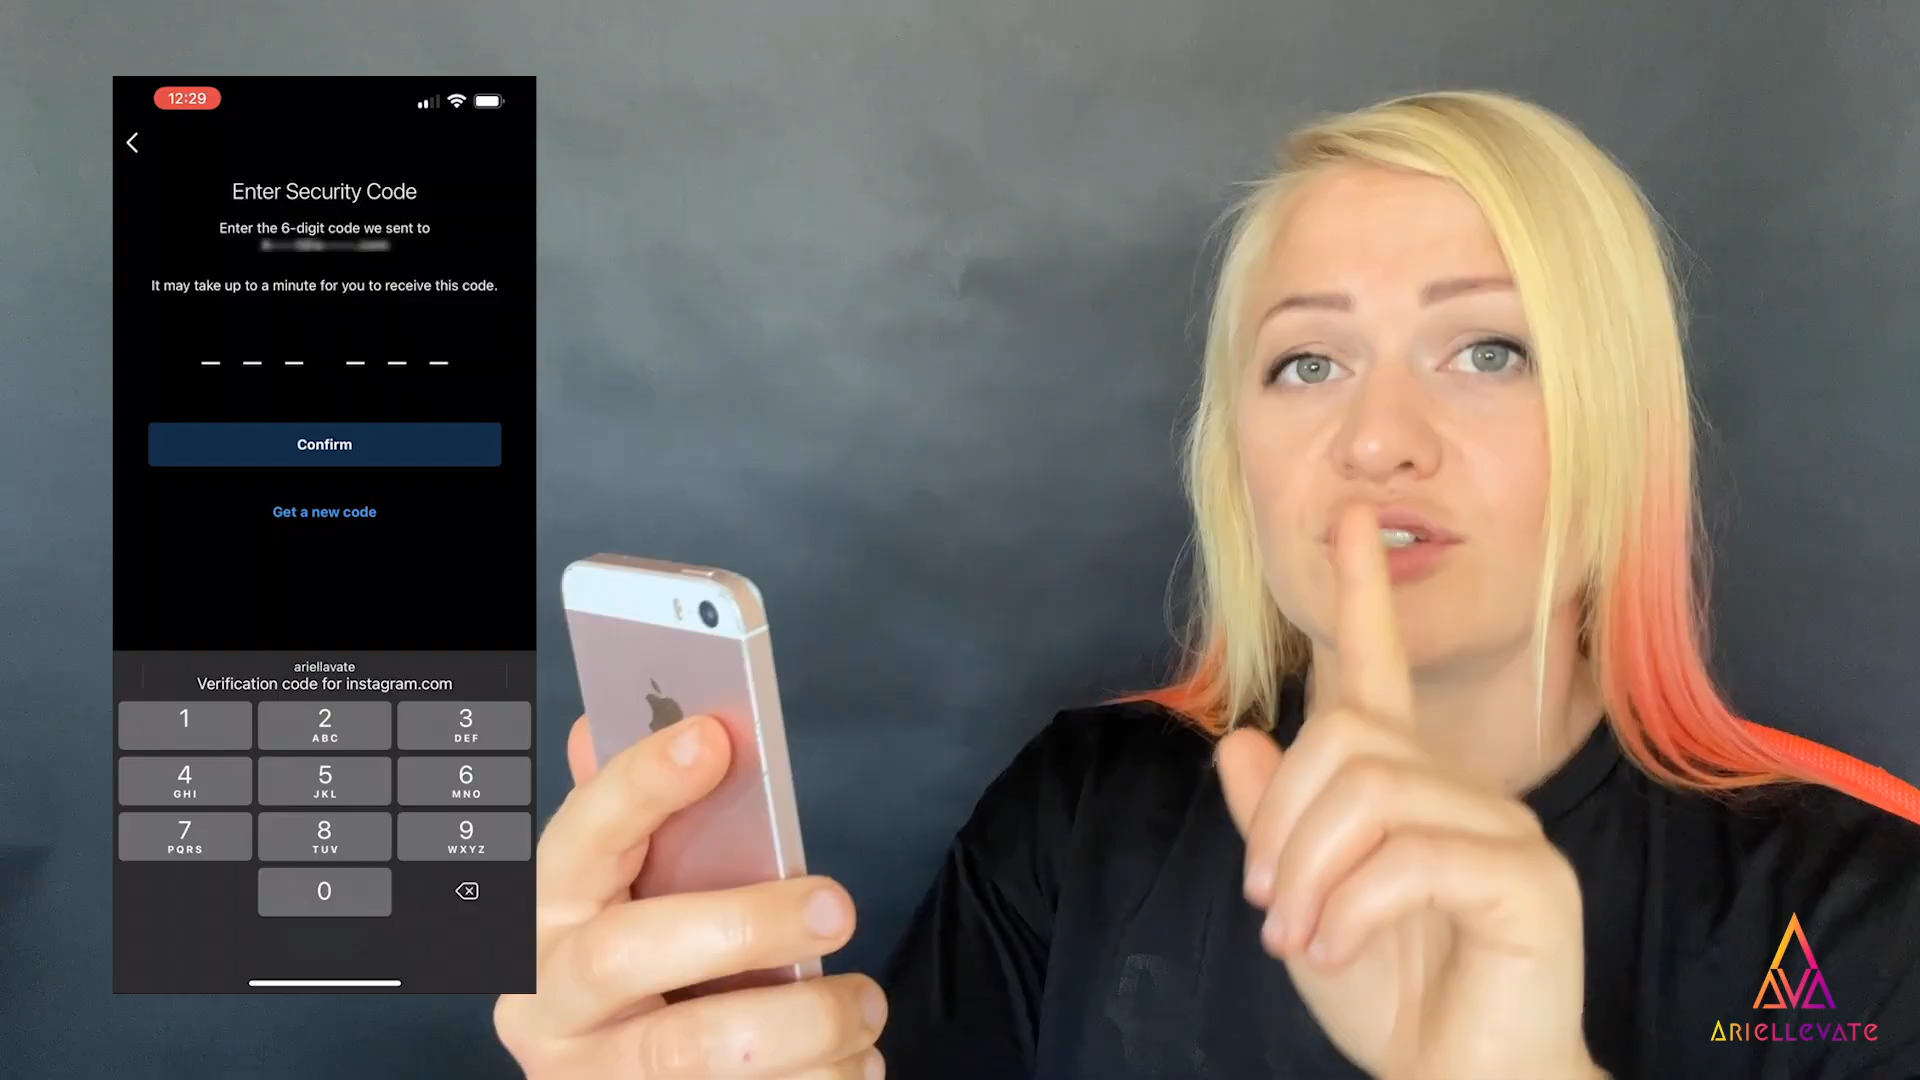 12:29
Enter Security Code
Enter the 6-digit code we sent to
It may take up to a minute for you to receive this code.
Confirm
Get a new code
ariellavate
Verification code for instagram.com
1
2
ABC
3
DEF
4
GHI
5
JKL
6
MNO
7
PQRS
8
TUV
9
WXYZ
0
ARIELLEVATE